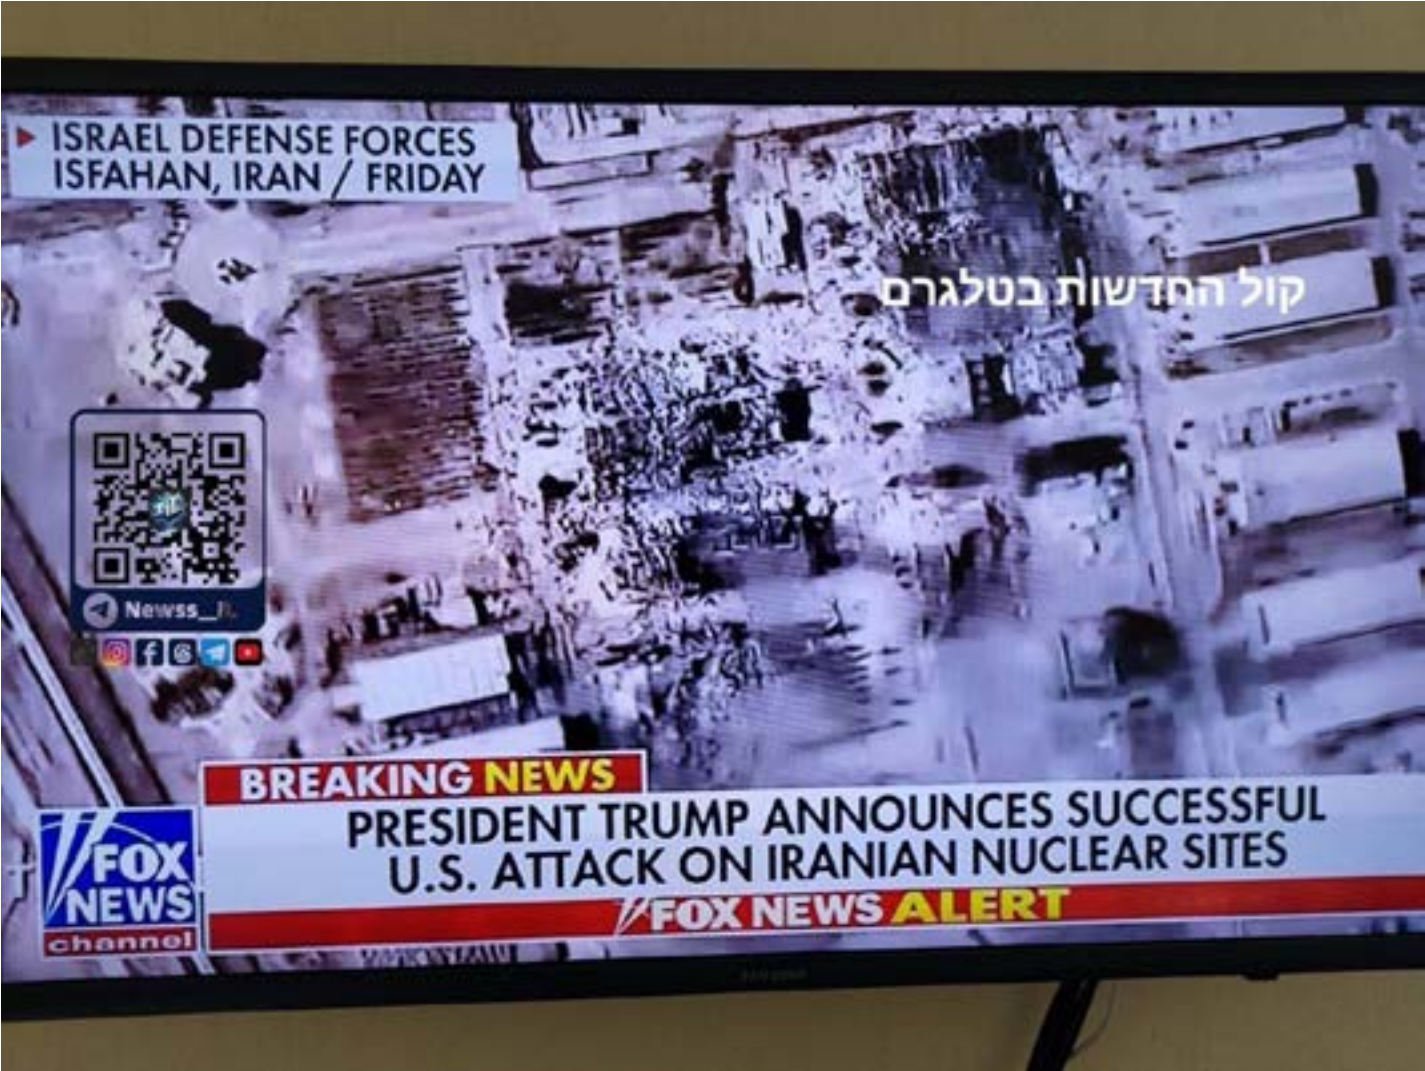 ISRAEL DEFENSE FORCES
ISFAHAN, IRAN / FRIDAY
קול החדשות בטלגרם
BREAKING NEWS
PRESIDENT TRUMP ANNOUNCES SUCCESSFUL
U.S. ATTACK ON IRANIAN NUCLEAR SITES
FOX NEWS ALERT
FOX
NEWS
channel
SAMSUNG